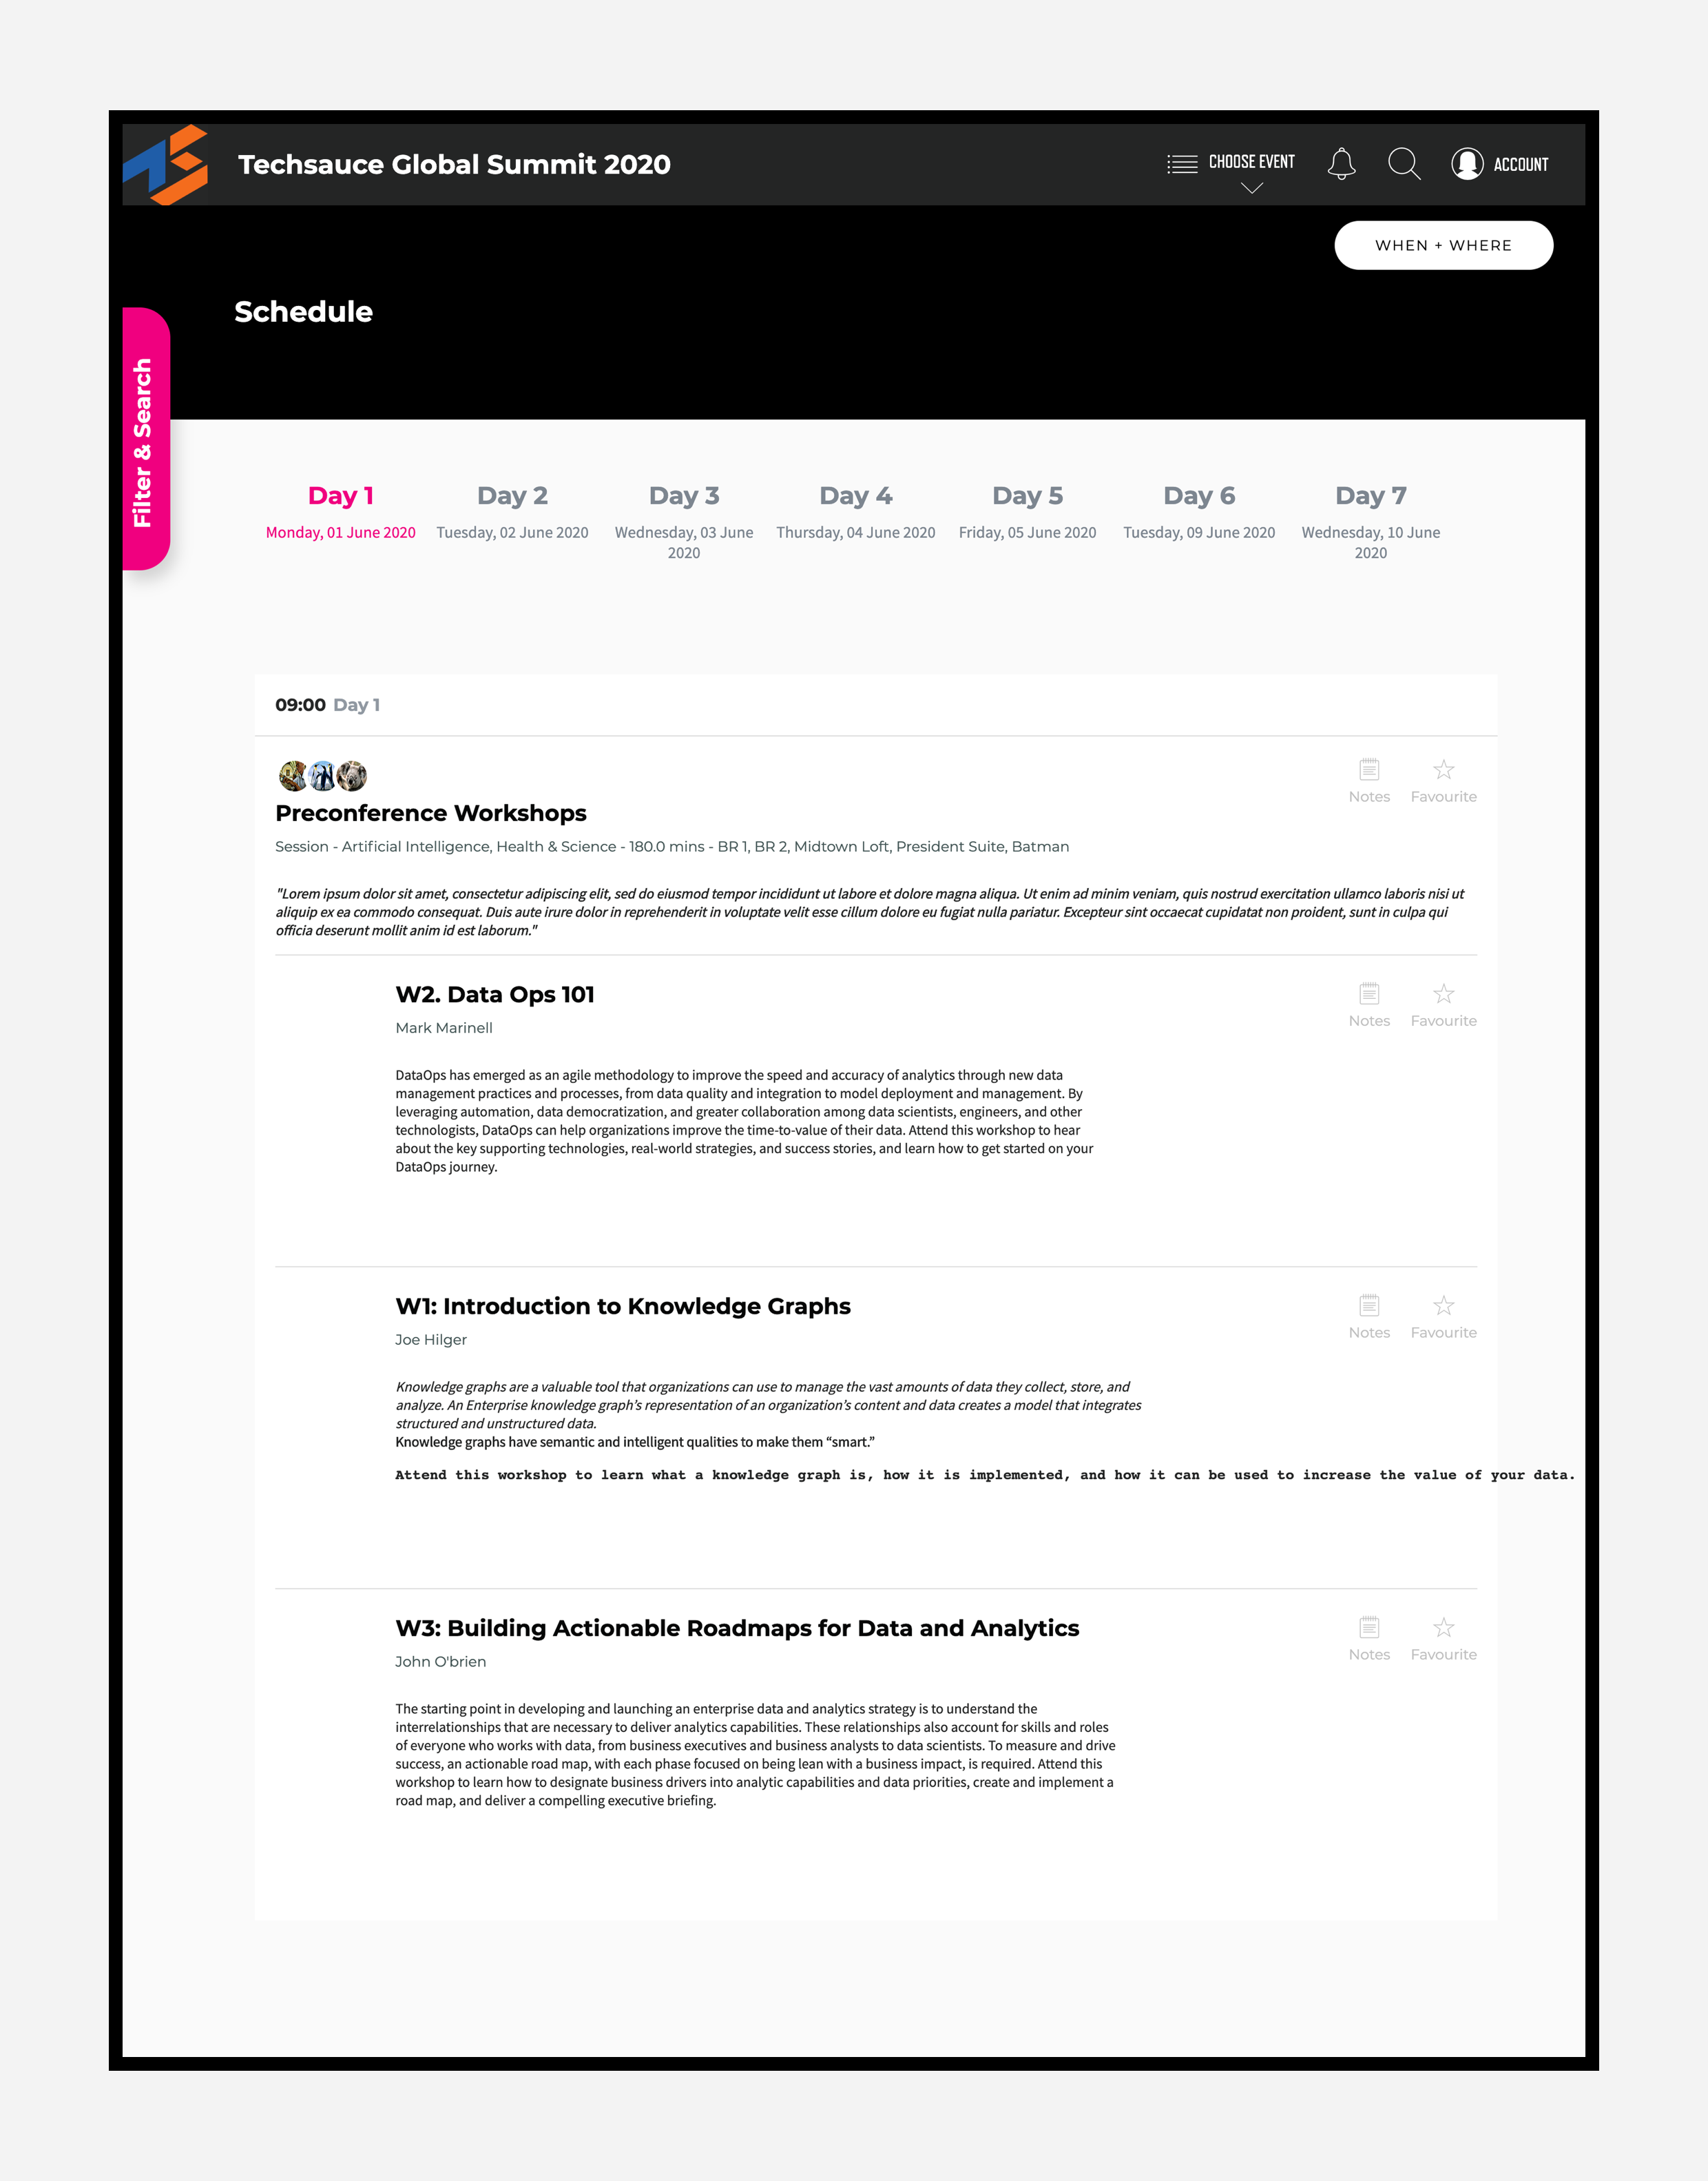 Techsauce Global Summit 2020
CHOOSE EVENT
ACCOUNT
WHEN + WHERE
Schedule
Filter & Search
Day 1
Monday, 01 June 2020
Day 2
Tuesday, 02 June 2020
Day 3
Wednesday, 03 June
2020
Day 4
Thursday, 04 June 2020
Day 5
Friday, 05 June 2020
Day 6
Tuesday, 09 June 2020
Day 7
Wednesday, 10 June
2020
09:00 Day 1
Notes Favourite
Preconference Workshops
Session - Artificial Intelligence, Health & Science - 180.0 mins - BR 1, BR 2, Midtown Loft, President Suite, Batman
"Lorem ipsum dolor sit amet, consectetur adipiscing elit, sed do eiusmod tempor incididunt ut labore et dolore magna aliqua. Ut enim ad minim veniam, quis nostrud exercitation ullamco laboris nisi ut
aliquip ex ea commodo consequat. Duis aute irure dolor in reprehenderit in voluptate velit esse cillum dolore eu fugiat nulla pariatur. Excepteur sint occaecat cupidatat non proident, sunt in culpa qui
officia deserunt mollit anim id est laborum."
W2. Data Ops 101
Mark Marinell
Notes Favourite
DataOps has emerged as an agile methodology to improve the speed and accuracy of analytics through new data
management practices and processes, from data quality and integration to model deployment and management. By
leveraging automation, data democratization, and greater collaboration among data scientists, engineers, and other
technologists, DataOps can help organizations improve the time-to-value of their data. Attend this workshop to hear
about the key supporting technologies, real-world strategies, and success stories, and learn how to get started on your
DataOps journey.
W1: Introduction to Knowledge Graphs
Joe Hilger
Notes Favourite
Knowledge graphs are a valuable tool that organizations can use to manage the vast amounts of data they collect, store, and
analyze. An Enterprise knowledge graph’s representation of an organization’s content and data creates a model that integrates
structured and unstructured data.
Knowledge graphs have semantic and intelligent qualities to make them “smart.”
Attend this workshop to learn what a knowledge graph is, how it is implemented, and how it can be used to increase the value of your data.
W3: Building Actionable Roadmaps for Data and Analytics
John O'brien
Notes Favourite
The starting point in developing and launching an enterprise data and analytics strategy is to understand the
interrelationships that are necessary to deliver analytics capabilities. These relationships also account for skills and roles
of everyone who works with data, from business executives and business analysts to data scientists. To measure and drive
success, an actionable road map, with each phase focused on being lean with a business impact, is required. Attend this
workshop to learn how to designate business drivers into analytic capabilities and data priorities, create and implement a
road map, and deliver a compelling executive briefing.